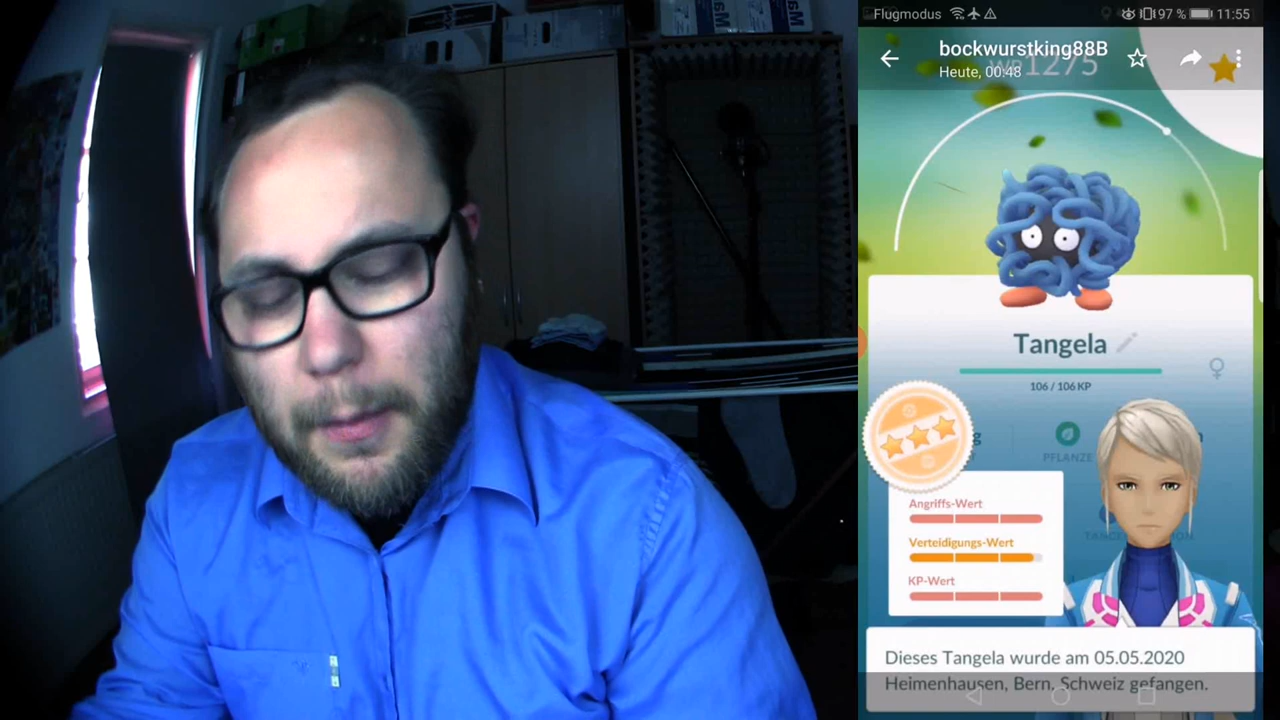 Flugmodus
97 %
11:55
bockwurstking88B
Heute, 00:48
WP1275
Tangela
106 / 106 KP
PFLANZE
Angriffs-Wert
Verteidigungs-Wert
KP-Wert
Dieses Tangela wurde am 05.05.2020
Heimenhausen, Bern, Schweiz gefangen.